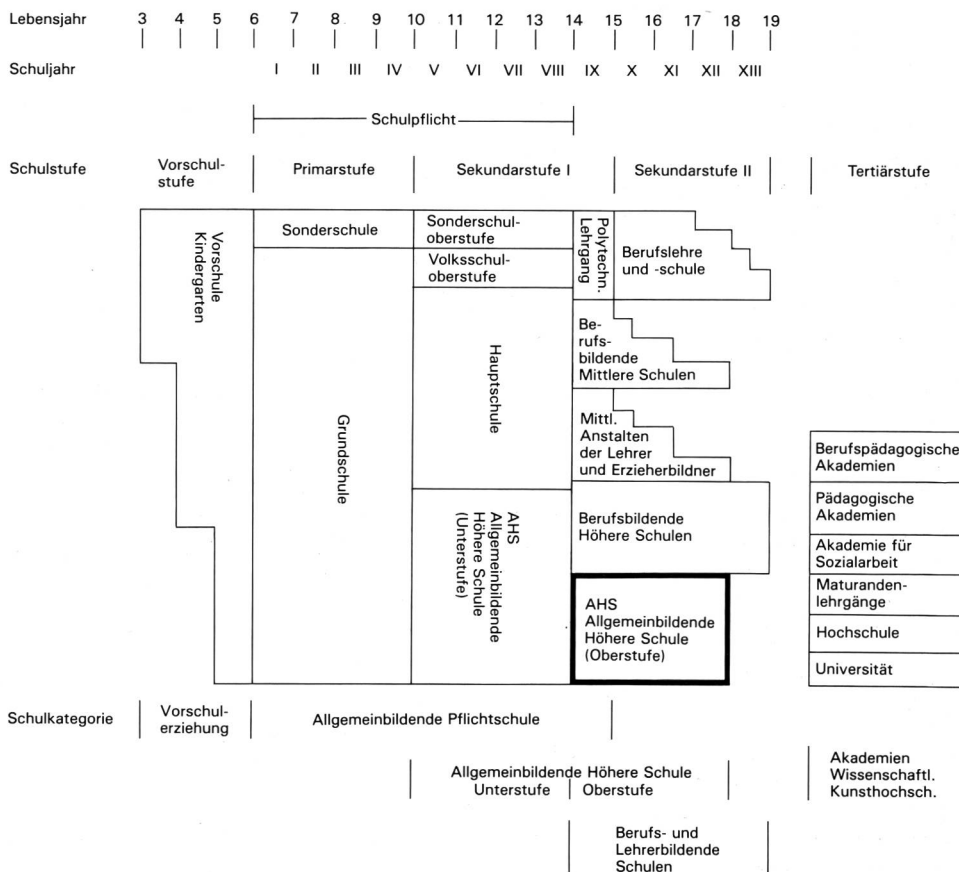 Lebensjahr 3 4 5 6 7 8 9 10 11 12 13 14 15 16 17 18 19
Schuljahr I II III IV V VI VII VIII IX X XI XII XIII
Schulpflicht
Schulstufe
Vorschul-
stufe
Primarstufe
Sekundarstufe I
Sekundarstufe II
Tertiärstufe
Vorschule
Kindergarten
Sonderschule
Grundschule
Sonderschul-
oberstufe
Volksschul-
oberstufe
Hauptschule
AHS
Allgemeinbildende
Höhere Schule
(Unterstufe)
Polytechn.
Lehrgang
Berufslehre
und -schule
Be-
rufs-
bildende
Mittlere Schulen
Mittl.
Anstalten
der Lehrer
und Erzieherbildner
Berufsbildende
Höhere Schulen
AHS
Allgemeinbildende
Höhere Schule
(Oberstufe)
Berufspädagogische
Akademien
Pädagogische
Akademien
Akademie für
Sozialarbeit
Maturanden-
lehrgänge
Hochschule
Universität
Schulkategorie
Vorschul-
erziehung
Allgemeinbildende Pflichtschule
Allgemeinbildende Höhere Schule
Unterstufe Oberstufe
Akademien
Wissenschaftl.
Kunsthochsch.
Berufs- und
Lehrerbildende
Schulen